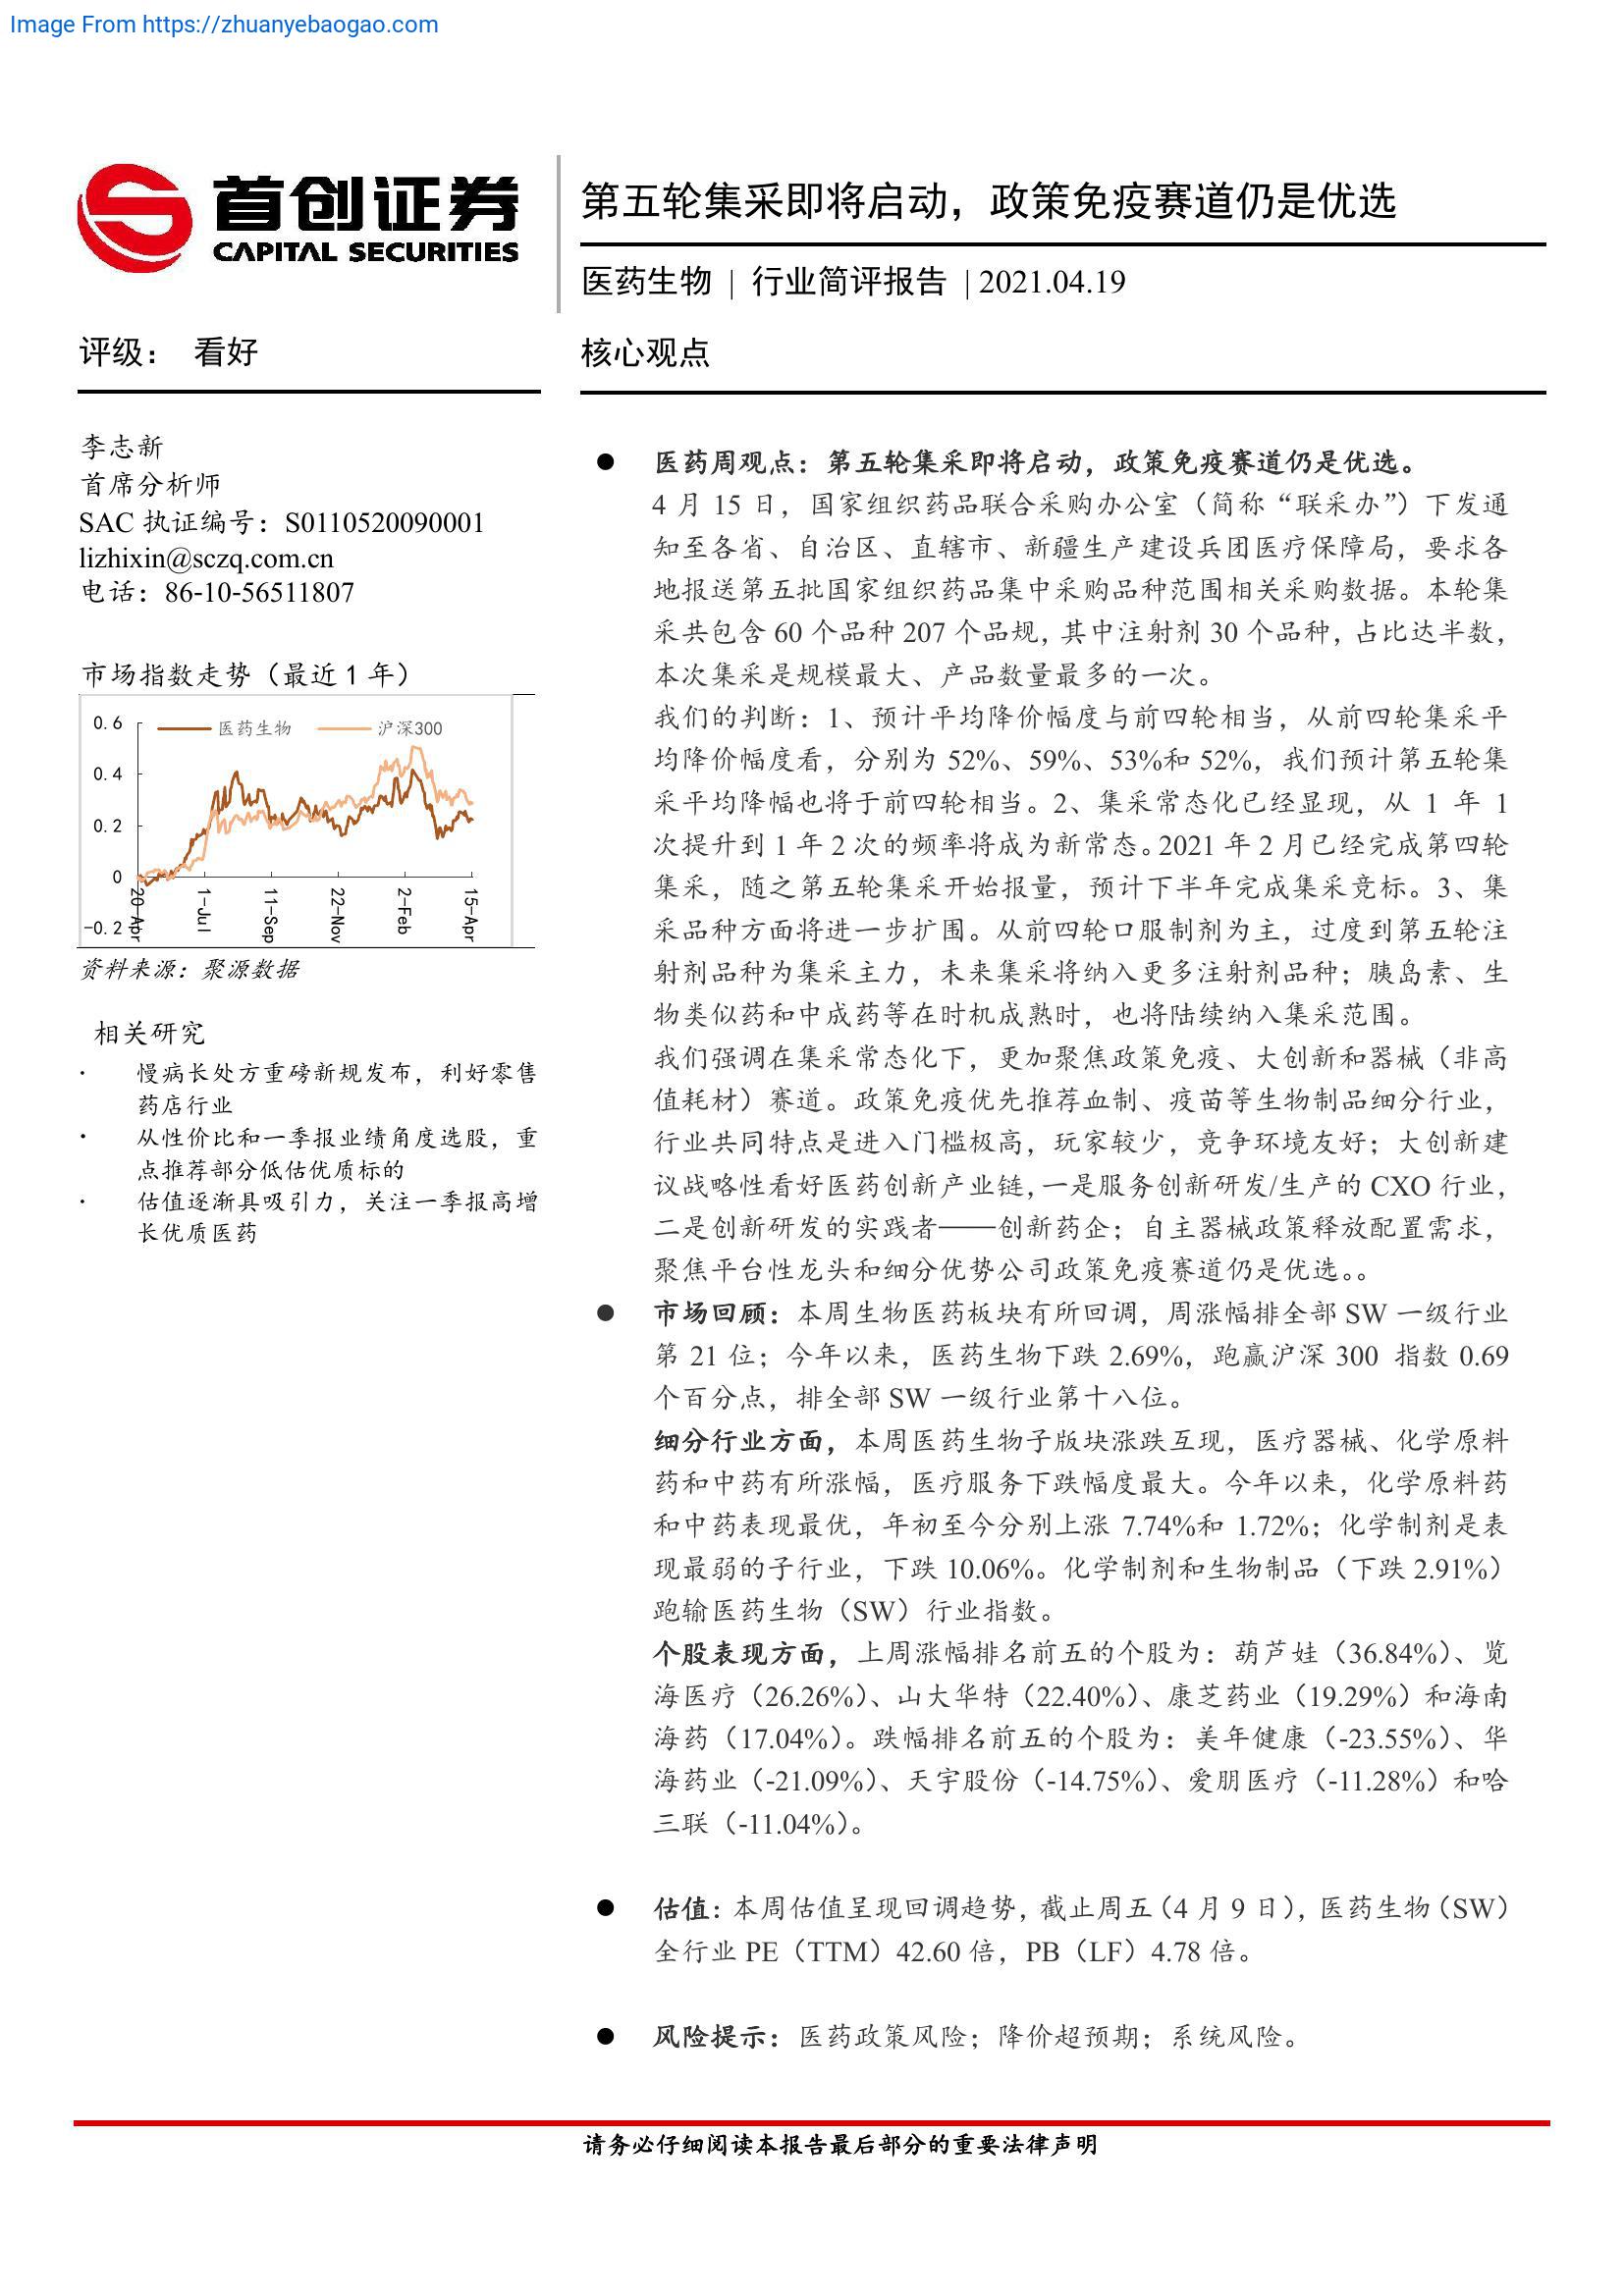 Image From https://zhuanyebaogao.com
首创证券
CAPITAL SECURITIES
第五轮集采即将启动，政策免疫赛道仍是优选
医药生物 | 行业简评报告 | 2021.04.19
评级： 看好
核心观点
李志新
首席分析师
SAC 执证编号：S0110520090001
lizhixin@sczq.com.cn
电话：86-10-56511807
市场指数走势（最近 1 年）
医药生物 沪深300
0.6
0.4
0.2
0
-0.2
20-Apr
1-Jul
11-Sep
22-Nov
2-Feb
15-Apr
资料来源：聚源数据
相关研究
· 慢病长处方重磅新规发布，利好零售
药店行业
· 从性价比和一季报业绩角度选股，重
点推荐部分低估优质标的
· 估值逐渐具吸引力，关注一季报高增
长优质医药
● 医药周观点：第五轮集采即将启动，政策免疫赛道仍是优选。
4 月 15 日，国家组织药品联合采购办公室（简称“联采办”）下发通
知至各省、自治区、直辖市、新疆生产建设兵团医疗保障局，要求各
地报送第五批国家组织药品集中采购品种范围相关采购数据。本轮集
采共包含 60 个品种 207 个品规，其中注射剂 30 个品种，占比达半数，
本次集采是规模最大、产品数量最多的一次。
我们的判断：1、预计平均降价幅度与前四轮相当，从前四轮集采平
均降价幅度看，分别为 52%、59%、53%和 52%，我们预计第五轮集
采平均降幅也将于前四轮相当。2、集采常态化已经显现，从 1 年 1
次提升到 1 年 2 次的频率将成为新常态。2021 年 2 月已经完成第四轮
集采，随之第五轮集采开始报量，预计下半年完成集采竞标。3、集
采品种方面将进一步扩围。从前四轮口服制剂为主，过度到第五轮注
射剂品种为集采主力，未来集采将纳入更多注射剂品种；胰岛素、生
物类似药和中成药等在时机成熟时，也将陆续纳入集采范围。
我们强调在集采常态化下，更加聚焦政策免疫、大创新和器械（非高
值耗材）赛道。政策免疫优先推荐血制、疫苗等生物制品细分行业，
行业共同特点是进入门槛极高，玩家较少，竞争环境友好；大创新建
议战略性看好医药创新产业链，一是服务创新研发/生产的 CXO 行业，
二是创新研发的实践者——创新药企；自主器械政策释放配置需求，
聚焦平台性龙头和细分优势公司政策免疫赛道仍是优选。。
● 市场回顾：本周生物医药板块有所回调，周涨幅排全部 SW 一级行业
第 21 位；今年以来，医药生物下跌 2.69%，跑赢沪深 300 指数 0.69
个百分点，排全部 SW 一级行业第十八位。
细分行业方面，本周医药生物子版块涨跌互现，医疗器械、化学原料
药和中药有所涨幅，医疗服务下跌幅度最大。今年以来，化学原料药
和中药表现最优，年初至今分别上涨 7.74%和 1.72%；化学制剂是表
现最弱的子行业，下跌 10.06%。化学制剂和生物制品（下跌 2.91%）
跑输医药生物（SW）行业指数。
个股表现方面，上周涨幅排名前五的个股为：葫芦娃（36.84%）、览
海医疗（26.26%）、山大华特（22.40%）、康芝药业（19.29%）和海南
海药（17.04%）。跌幅排名前五的个股为：美年健康（-23.55%）、华
海药业（-21.09%）、天宇股份（-14.75%）、爱朋医疗（-11.28%）和哈
三联（-11.04%）。
● 估值：本周估值呈现回调趋势，截止周五（4 月 9 日），医药生物（SW）
全行业 PE（TTM）42.60 倍，PB（LF）4.78 倍。
● 风险提示：医药政策风险；降价超预期；系统风险。
请务必仔细阅读本报告最后部分的重要法律声明